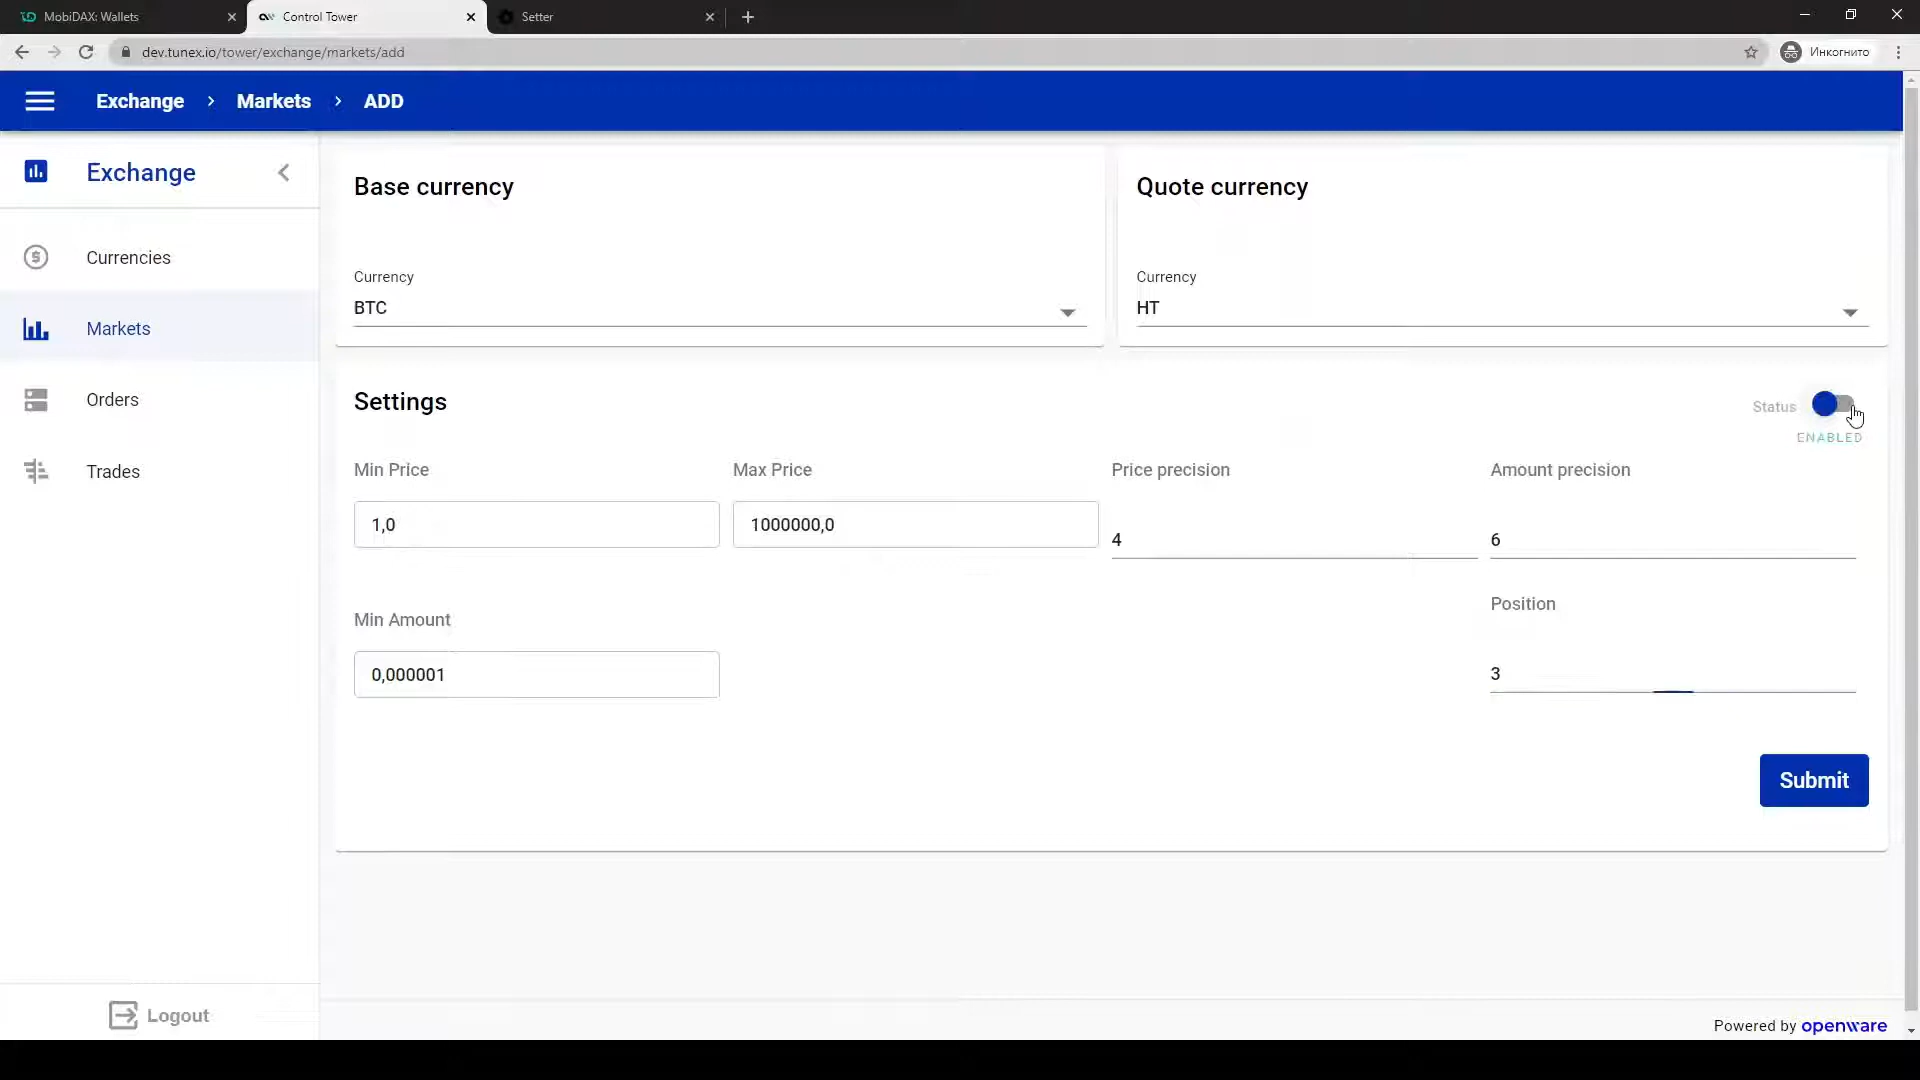 MobiDAX: Wallets
Control Tower
Setter
dev.tunex.io/tower/exchange/markets/add
Инкогнито
Exchange > Markets > ADD
Exchange
Currencies
Markets
Orders
Trades
Logout
Base currency
Currency
BTC
Quote currency
Currency
HT
Settings
Status
ENABLED
Min Price
1,0
Max Price
1000000,0
Price precision
4
Amount precision
6
Min Amount
0,000001
Position
3
Submit
Powered by openware